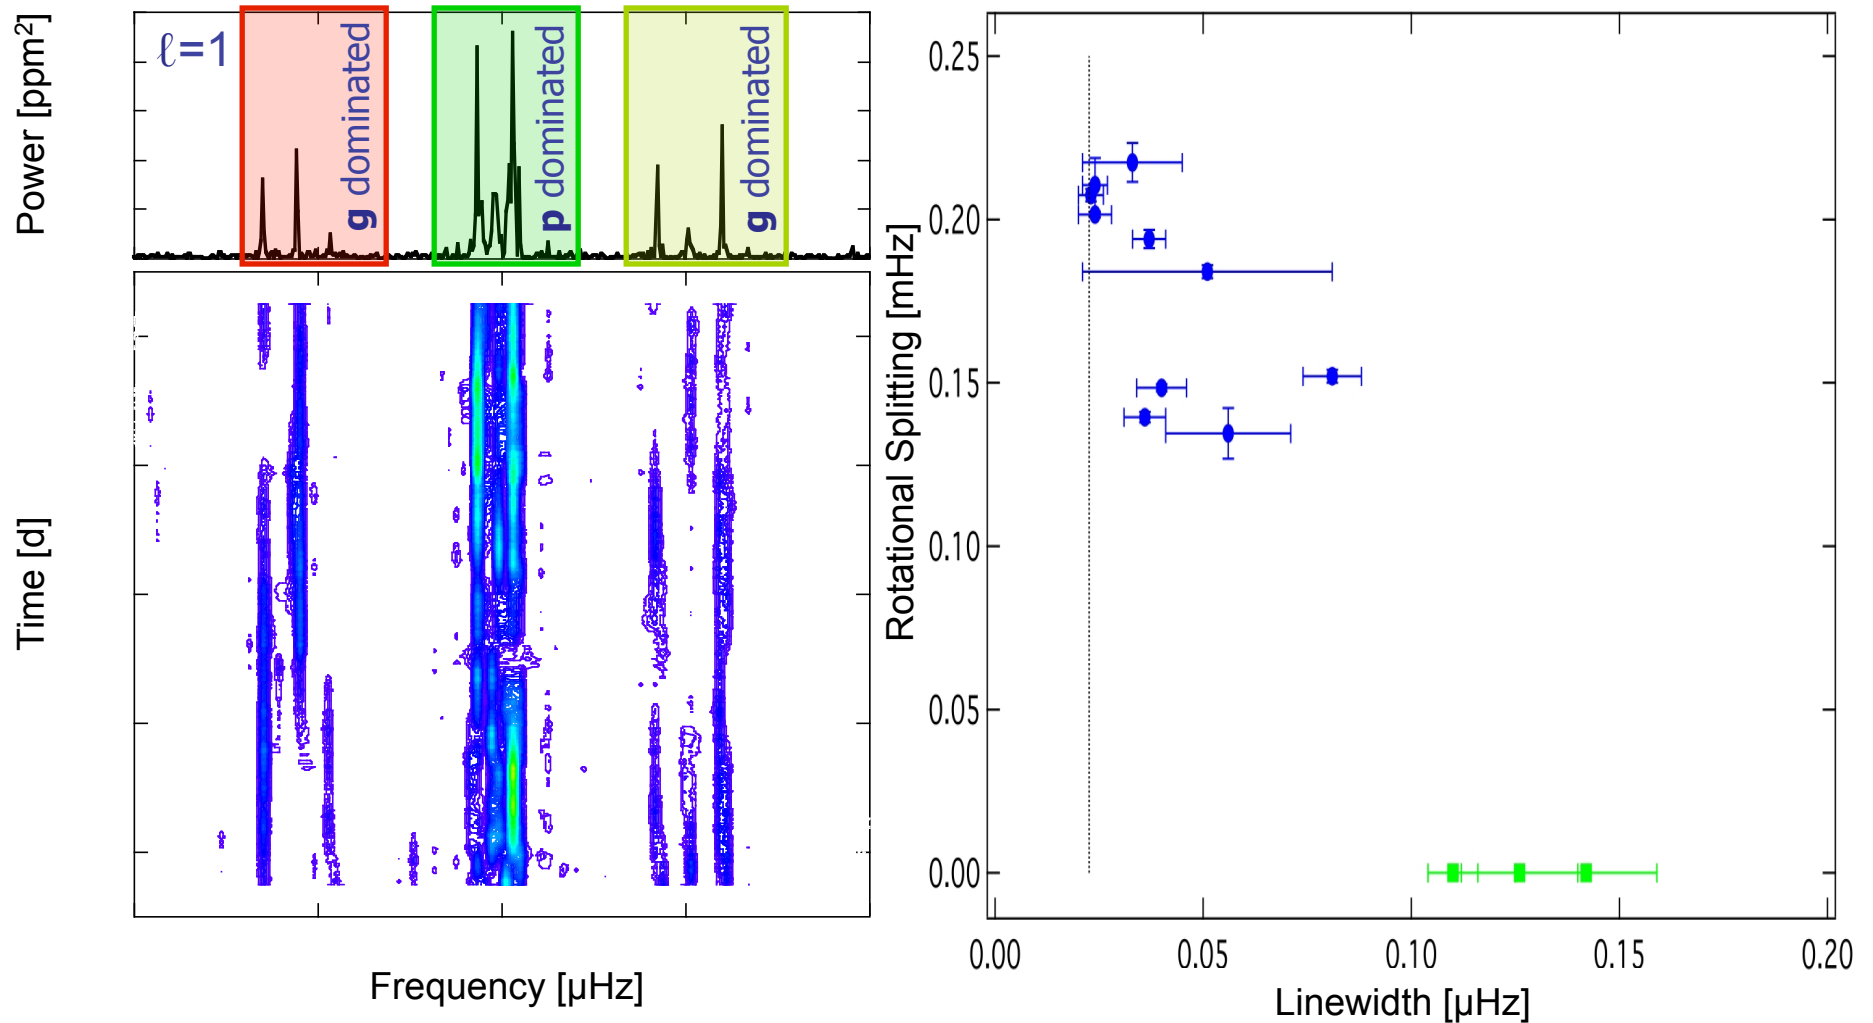 Power [ppm²]
ℓ=1
g dominated
p dominated
g dominated
Time [d]
Frequency [µHz]
Rotational Splitting [mHz]
0.25
0.20
0.15
0.10
0.05
0.00
0.00 0.05 0.10 0.15 0.20
Linewidth [µHz]